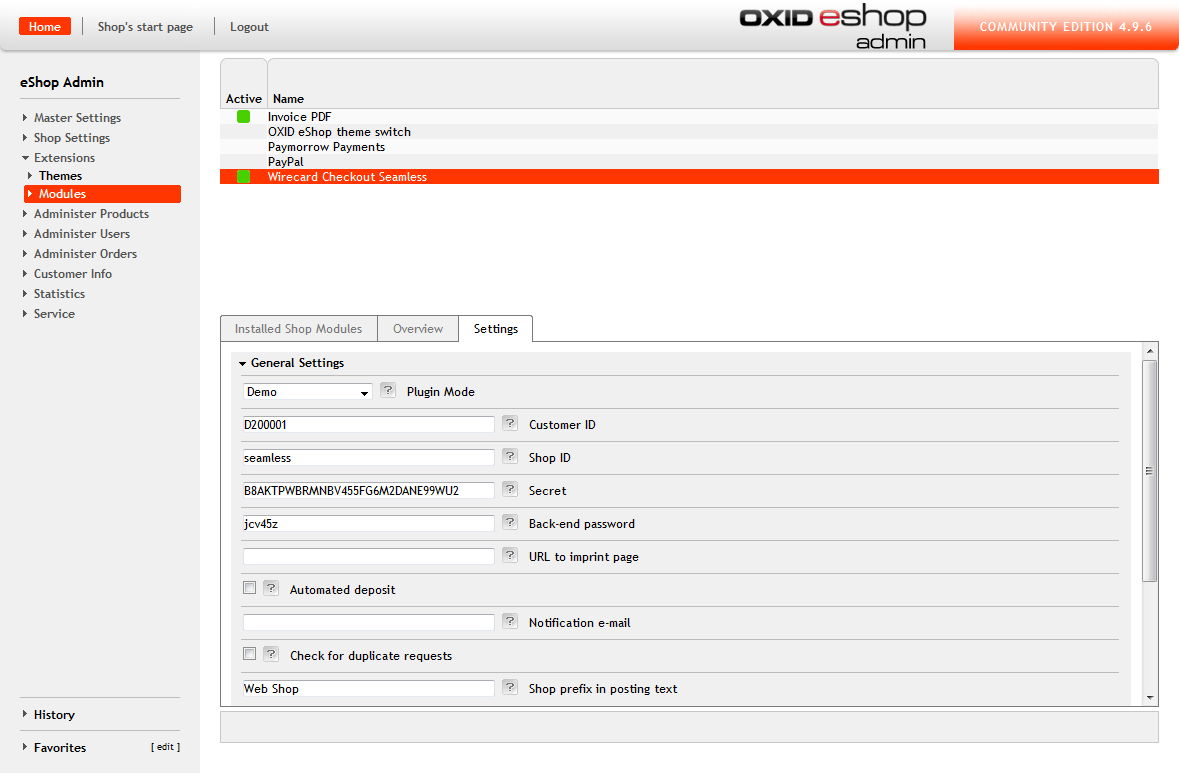 Home
Shop's start page
Logout
OXID eshop
admin
COMMUNITY EDITION 4.9.6
eShop Admin
Master Settings
Shop Settings
Extensions
Themes
Modules
Administer Products
Administer Users
Administer Orders
Customer Info
Statistics
Service
History
Favorites [ edit ]
Active Name
Invoice PDF
OXID eShop theme switch
Paymorrow Payments
PayPal
Wirecard Checkout Seamless
Installed Shop Modules
Overview
Settings
General Settings
Demo ? Plugin Mode
D200001 ? Customer ID
seamless ? Shop ID
B8AKTPWBRMNBV455FG6M2DANE99WU2 ? Secret
jcv45z ? Back-end password
? URL to imprint page
? Automated deposit
? Notification e-mail
? Check for duplicate requests
Web Shop ? Shop prefix in posting text